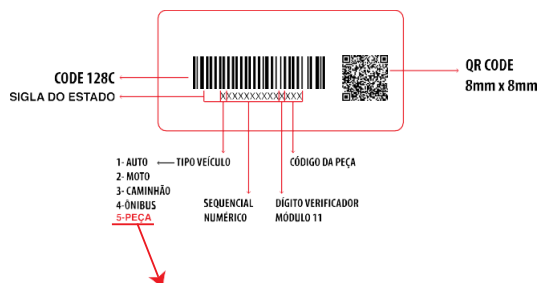 CODE 128C
QR CODE
8mm x 8mm
SIGLA DO ESTADO
1- AUTO
TIPO VEÍCULO
CÓDIGO DA PEÇA
2- MOTO
3- CAMINHÃO
4-ÔNIBUS
5-PEÇA
SEQUENCIAL
NUMÉRICO
DÍGITO VERIFICADOR
MÓDULO 11